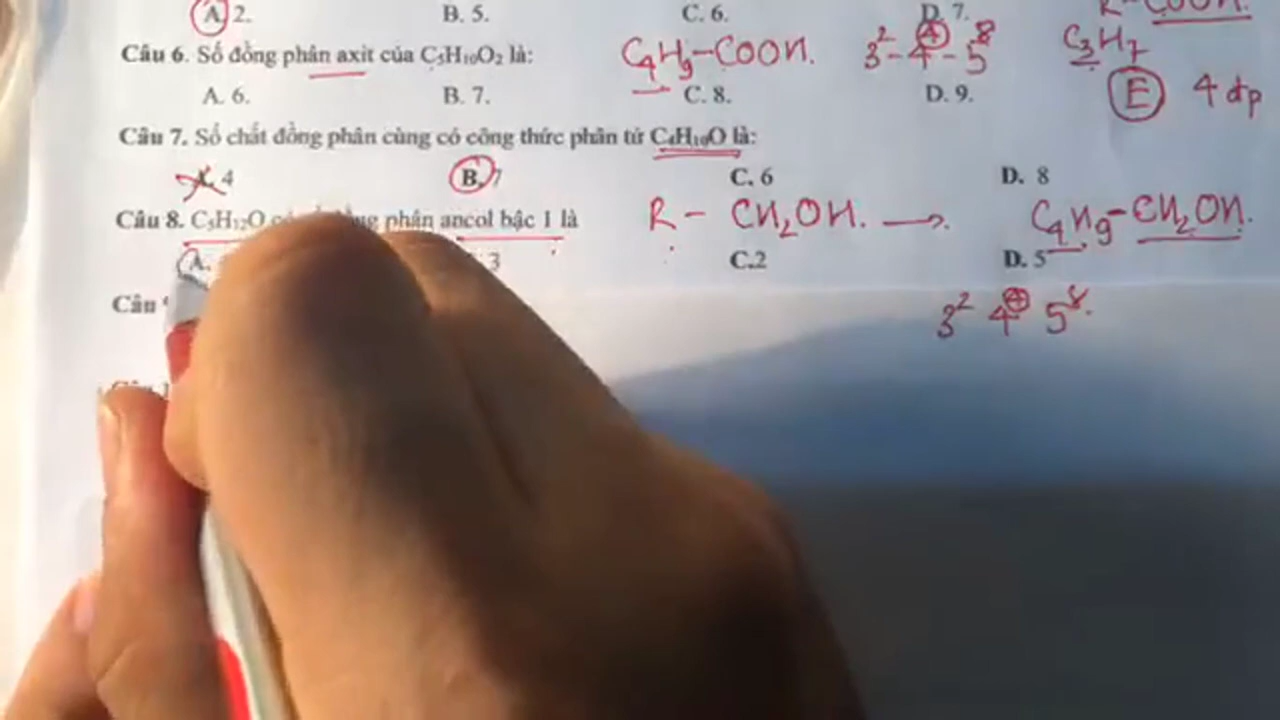 A. 2. B. 5. C. 6. D. 7. R - COOH.
Câu 6. Số đồng phân axit của C₅H₁₀O₂ là: C₄H₉-COOH. 3² - 4④ - 5⁸ C₃H₇
A. 6. B. 7. C. 8. D. 9. E 4 đp
Câu 7. Số chất đồng phân cùng có công thức phân tử C₄H₁₀O là:
4 B. 7 C. 6 D. 8
Câu 8. C₅H₁₂O phân ancol bậc 1 là R - CH₂OH. → C₄H₉-CH₂OH.
A. 3 C.2 D. 5
Câu 3² 4④ 5⁸.